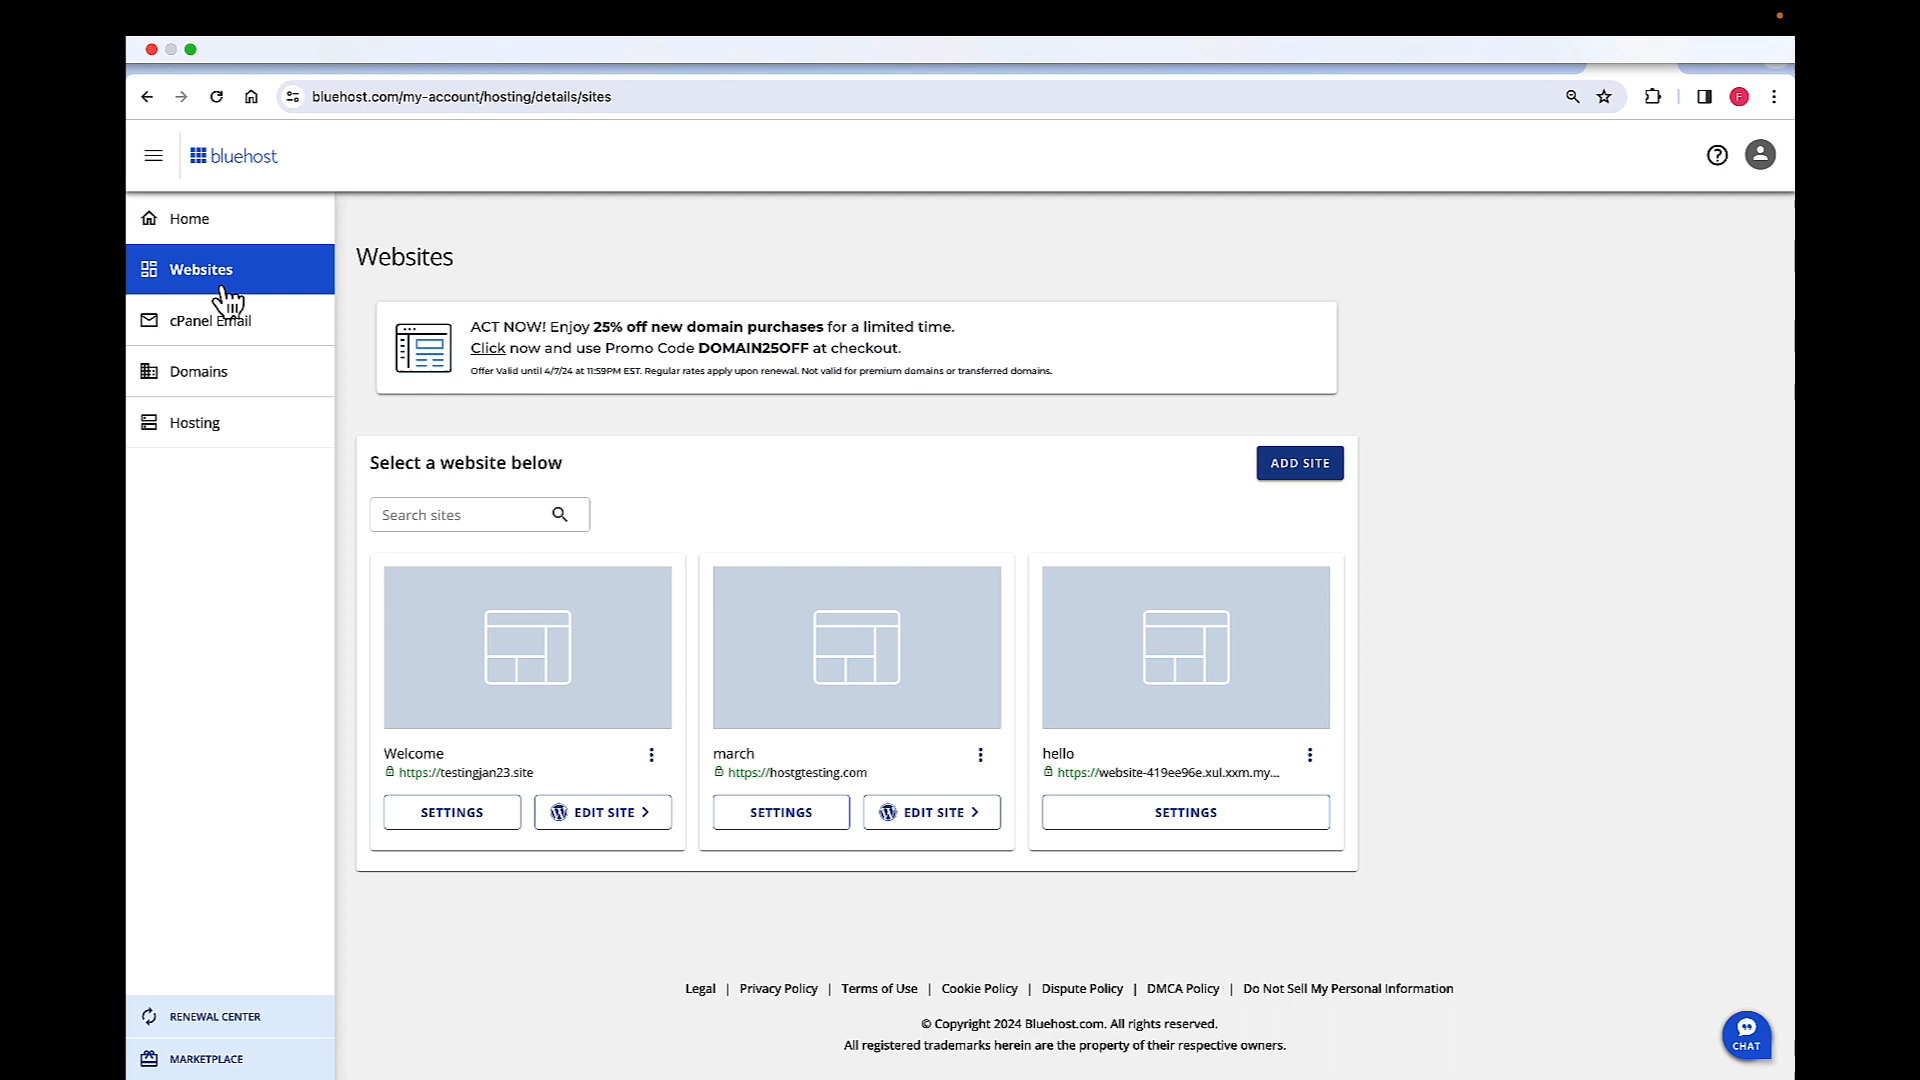 bluehost.com/my-account/hosting/details/sites
F
bluehost
Home
Websites
cPanel Email
Domains
Hosting
RENEWAL CENTER
MARKETPLACE
Websites
ACT NOW! Enjoy 25% off new domain purchases for a limited time.
Click now and use Promo Code DOMAIN25OFF at checkout.
Offer Valid until 4/7/24 at 11:59PM EST. Regular rates apply upon renewal. Not valid for premium domains or transferred domains.
Select a website below
ADD SITE
Search sites
Welcome
https://testingjan23.site
SETTINGS
EDIT SITE
march
https://hostgtesting.com
SETTINGS
EDIT SITE
hello
https://website-419ee96e.xul.xxm.my...
SETTINGS
Legal | Privacy Policy | Terms of Use | Cookie Policy | Dispute Policy | DMCA Policy | Do Not Sell My Personal Information
© Copyright 2024 Bluehost.com. All rights reserved.
All registered trademarks herein are the property of their respective owners.
CHAT